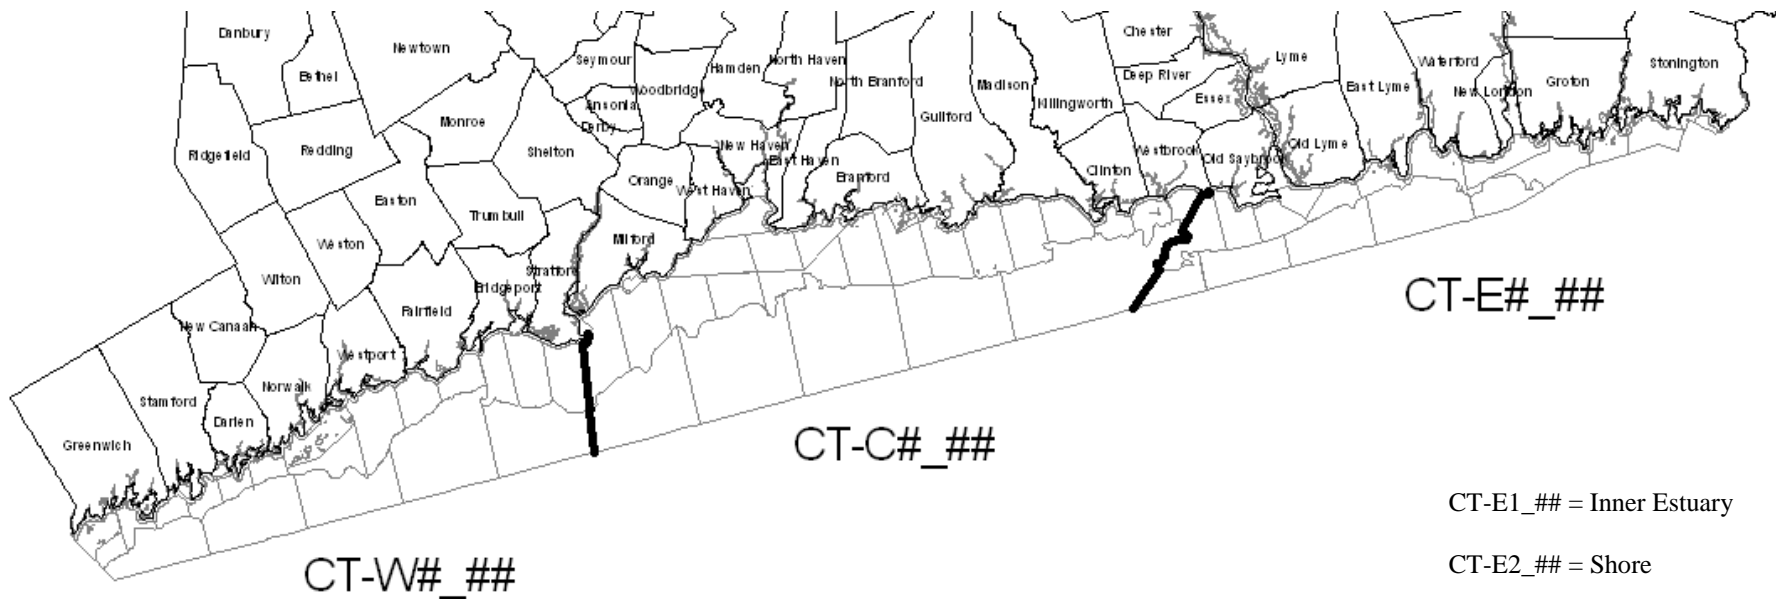 Danbury
Newtown
Bethel
Seymour
Hamden
North Haven
Chester
Lyme
Waterford
Stonington
Woodbridge
North Branford
Madison
Deep River
East Lyme
New London
Groton
Ansonia
Killingworth
Essex
Monroe
Derby
Guilford
Ridgefield
Redding
Shelton
New Haven
East Haven
Westbrook
Old Saybrook
Old Lyme
Orange
West Haven
Branford
Clinton
Easton
Trumbull
Weston
Milford
Wilton
Stratford
Bridgeport
Fairfield
New Canaan
Westport
Norwalk
Stamford
Darien
Greenwich
CT-E#_##
CT-C#_##
CT-W#_##
CT-E1_## = Inner Estuary
CT-E2_## = Shore